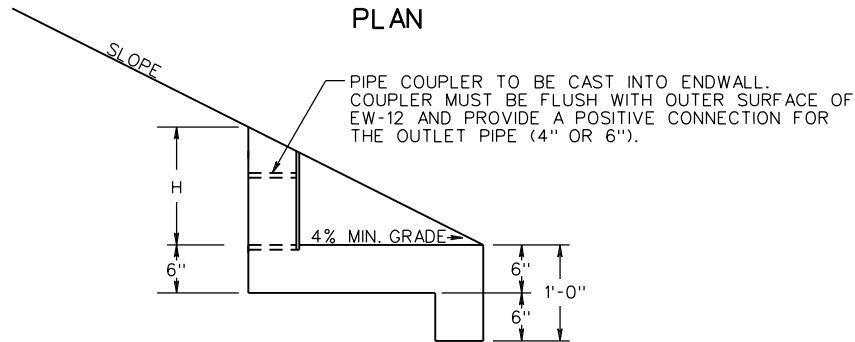 PLAN
SLOPE
PIPE COUPLER TO BE CAST INTO ENDWALL.
COUPLER MUST BE FLUSH WITH OUTER SURFACE OF
EW-12 AND PROVIDE A POSITIVE CONNECTION FOR
THE OUTLET PIPE (4" OR 6").
H
4% MIN. GRADE
6"
6"
1'-0"
6"